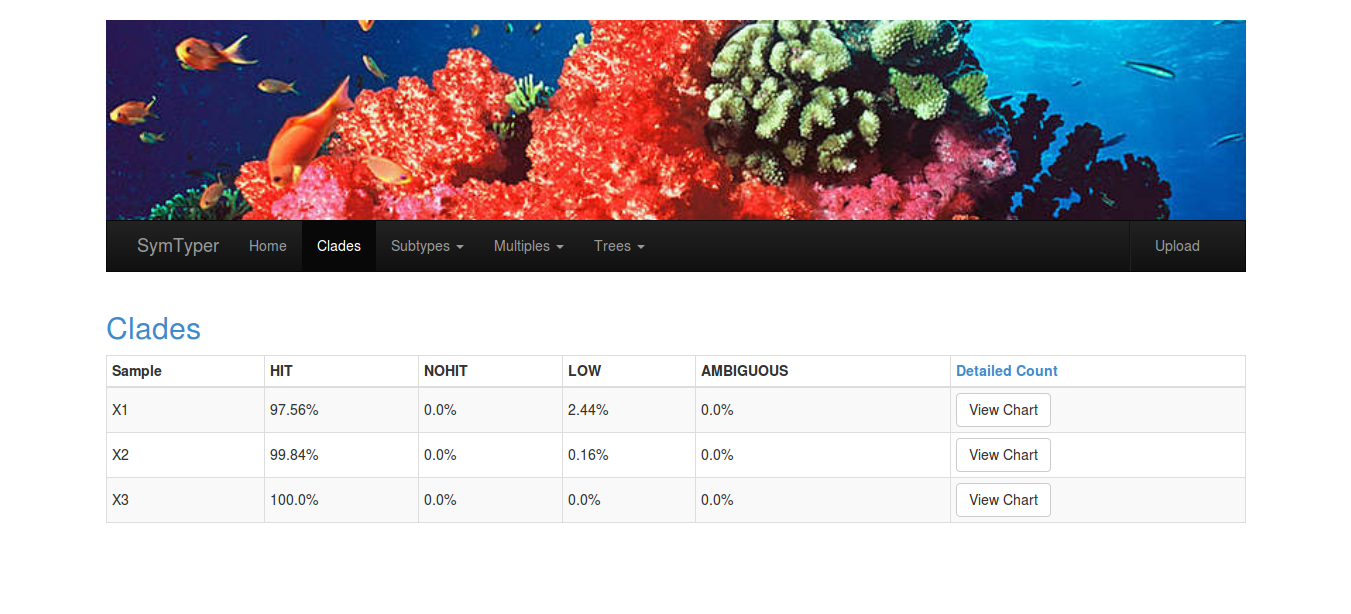 SymTyper Home Clades Subtypes Multiples Trees Upload
Clades
Sample HIT NOHIT LOW AMBIGUOUS Detailed Count
X1 97.56% 0.0% 2.44% 0.0% View Chart
X2 99.84% 0.0% 0.16% 0.0% View Chart
X3 100.0% 0.0% 0.0% 0.0% View Chart